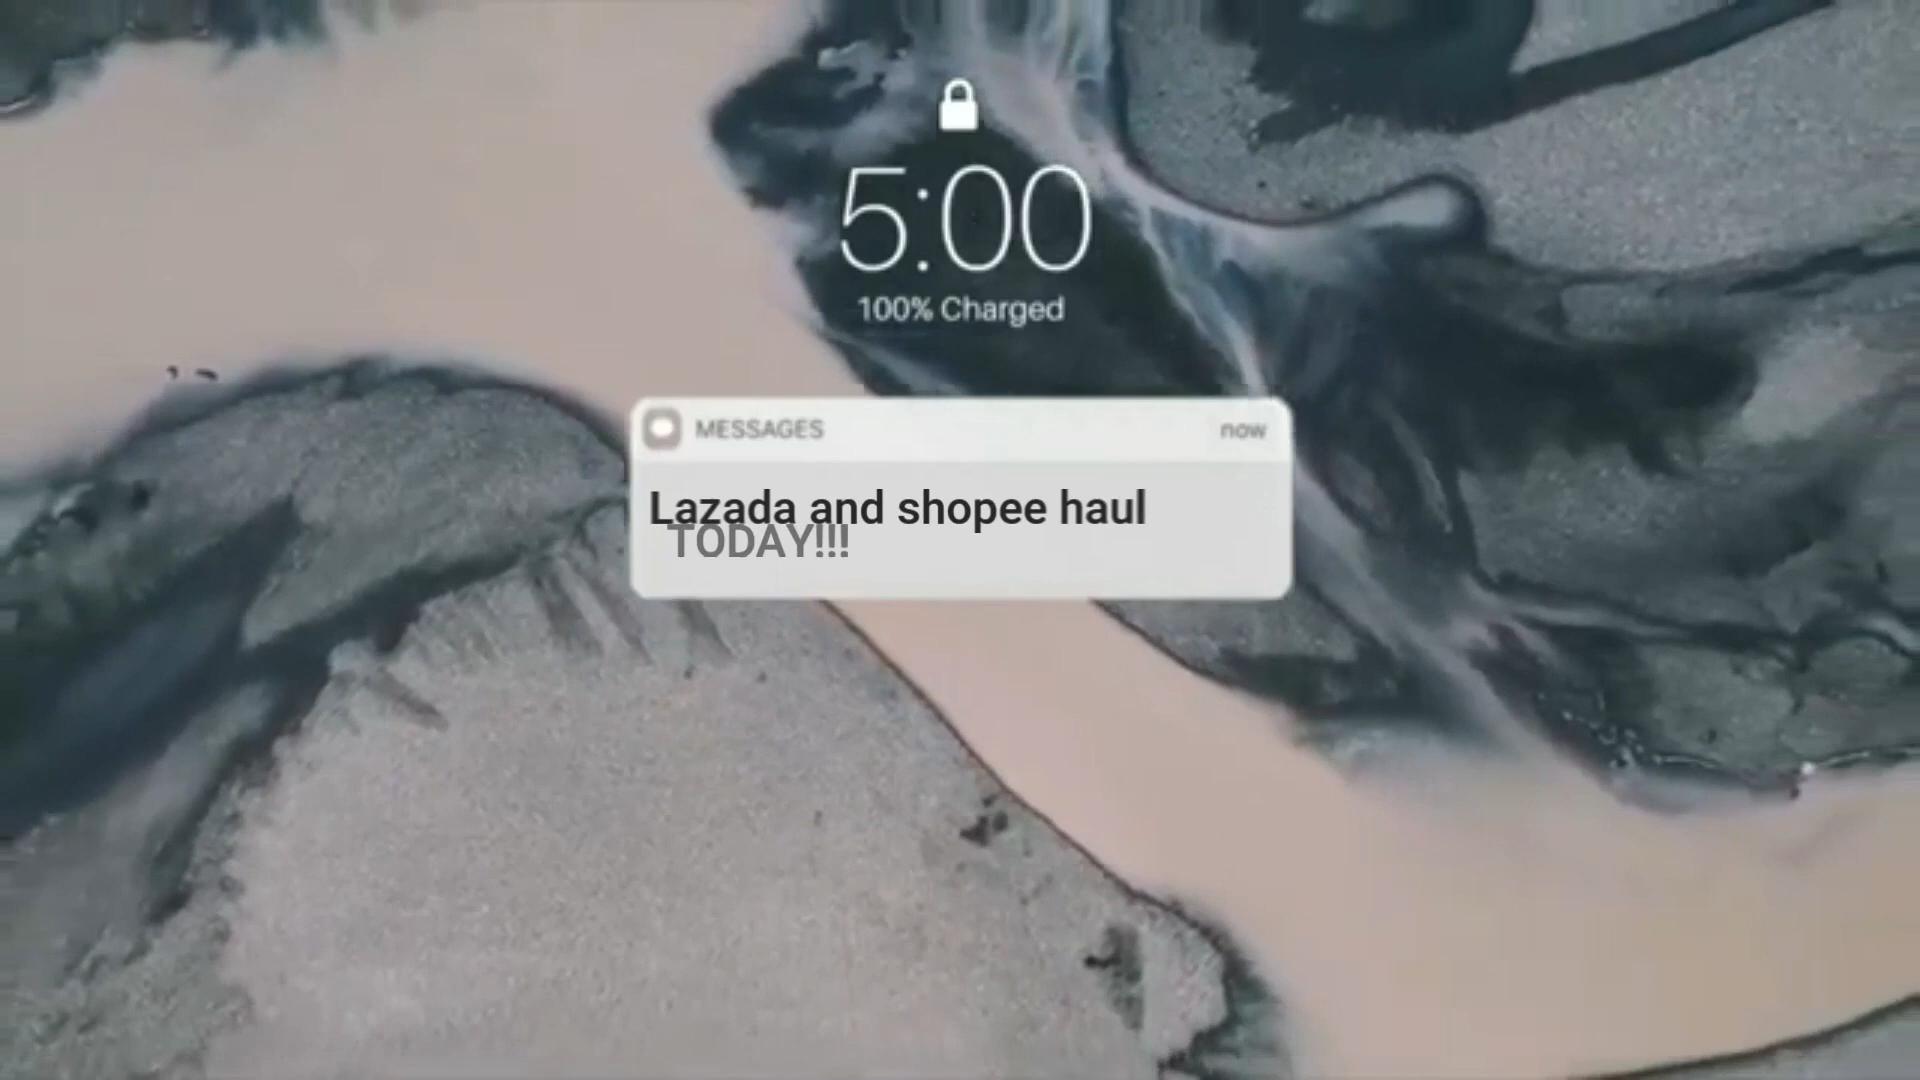 5:00
100% Charged
MESSAGES now
Lazada and shopee haul
TODAY!!!